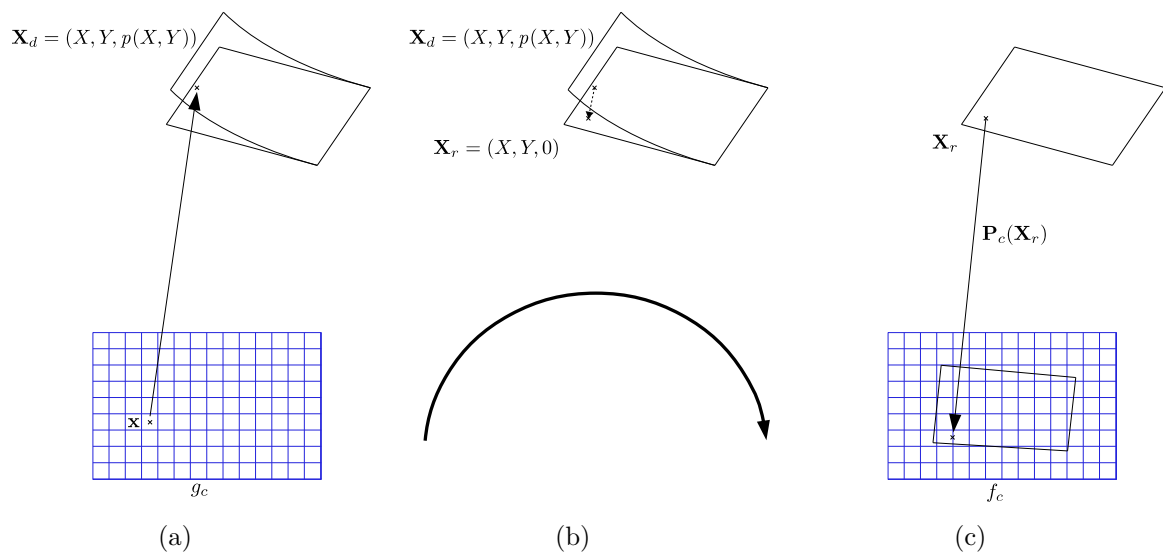 𝐗_d = (X, Y, p(X, Y))
𝐱
g_c
(a)
𝐗_d = (X, Y, p(X, Y))
𝐗_r = (X, Y, 0)
(b)
𝐗_r
𝐏_c(𝐗_r)
f_c
(c)